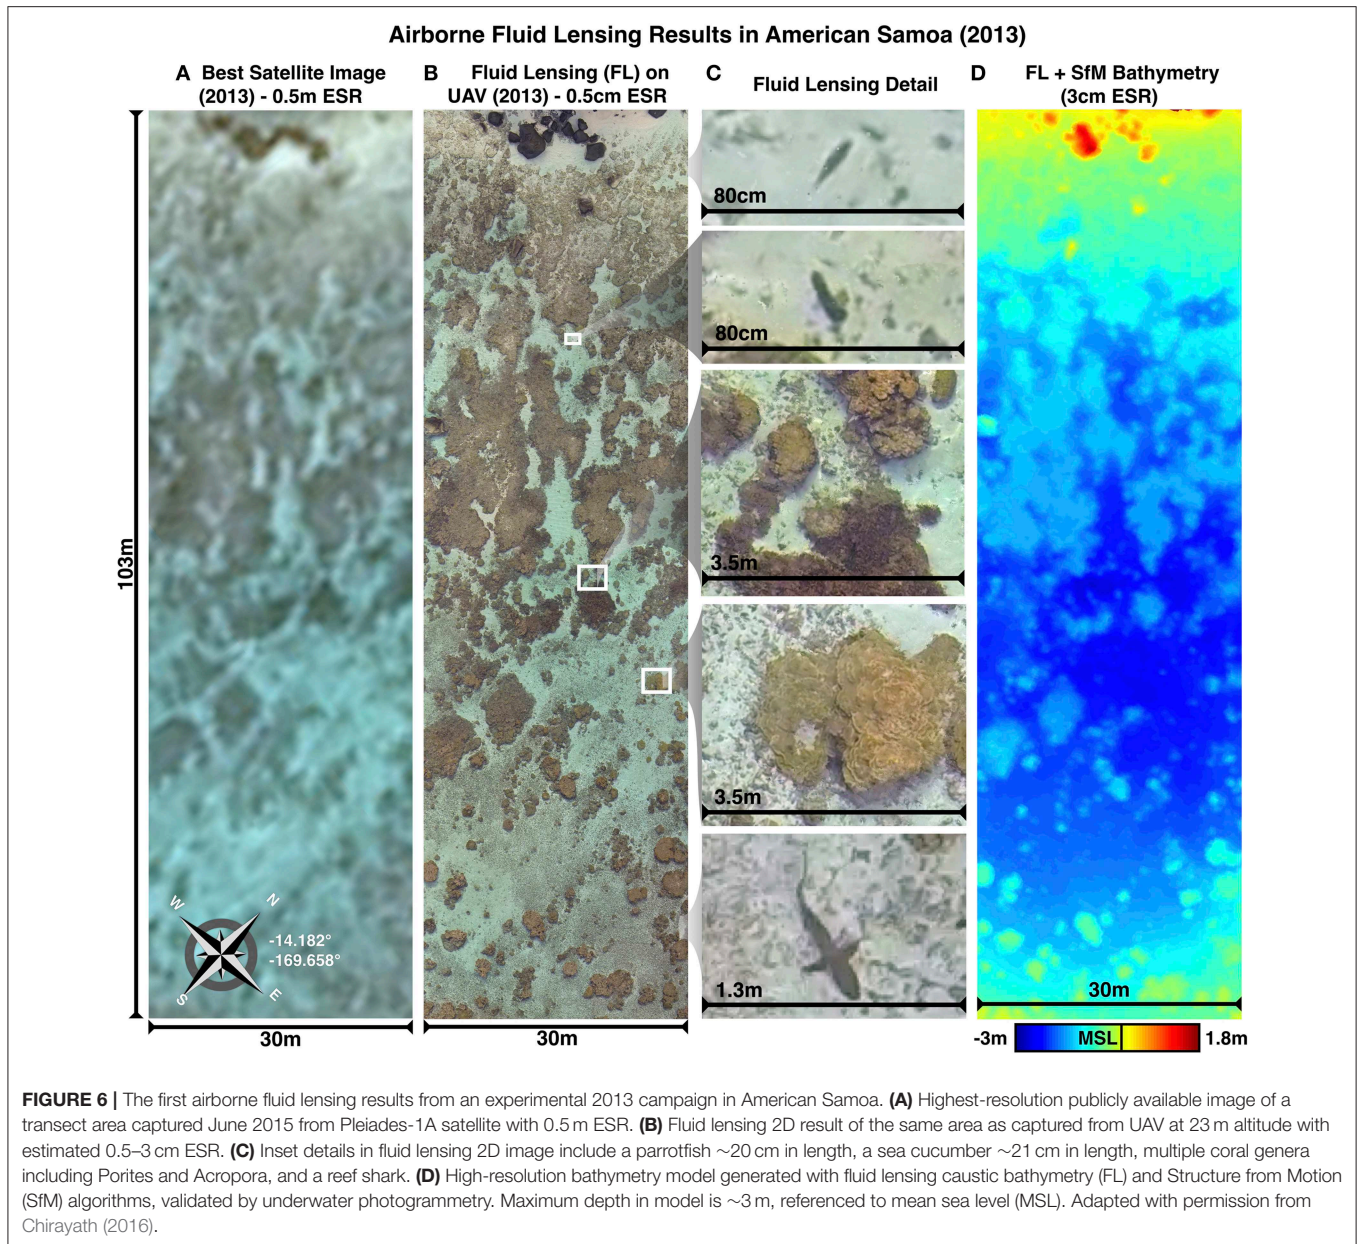 Airborne Fluid Lensing Results in American Samoa (2013)
A Best Satellite Image
(2013) - 0.5m ESR
B Fluid Lensing (FL) on
UAV (2013) - 0.5cm ESR
C Fluid Lensing Detail
D FL + SfM Bathymetry
(3cm ESR)
103m
W
N
-14.182°
-169.658°
S
E
30m
30m
80cm
80cm
3.5m
3.5m
1.3m
30m
-3m MSL 1.8m
FIGURE 6 | The first airborne fluid lensing results from an experimental 2013 campaign in American Samoa. (A) Highest-resolution publicly available image of a
transect area captured June 2015 from Pleiades-1A satellite with 0.5 m ESR. (B) Fluid lensing 2D result of the same area as captured from UAV at 23 m altitude with
estimated 0.5–3 cm ESR. (C) Inset details in fluid lensing 2D image include a parrotfish ∼20 cm in length, a sea cucumber ∼21 cm in length, multiple coral genera
including Porites and Acropora, and a reef shark. (D) High-resolution bathymetry model generated with fluid lensing caustic bathymetry (FL) and Structure from Motion
(SfM) algorithms, validated by underwater photogrammetry. Maximum depth in model is ∼3 m, referenced to mean sea level (MSL). Adapted with permission from
Chirayath (2016).